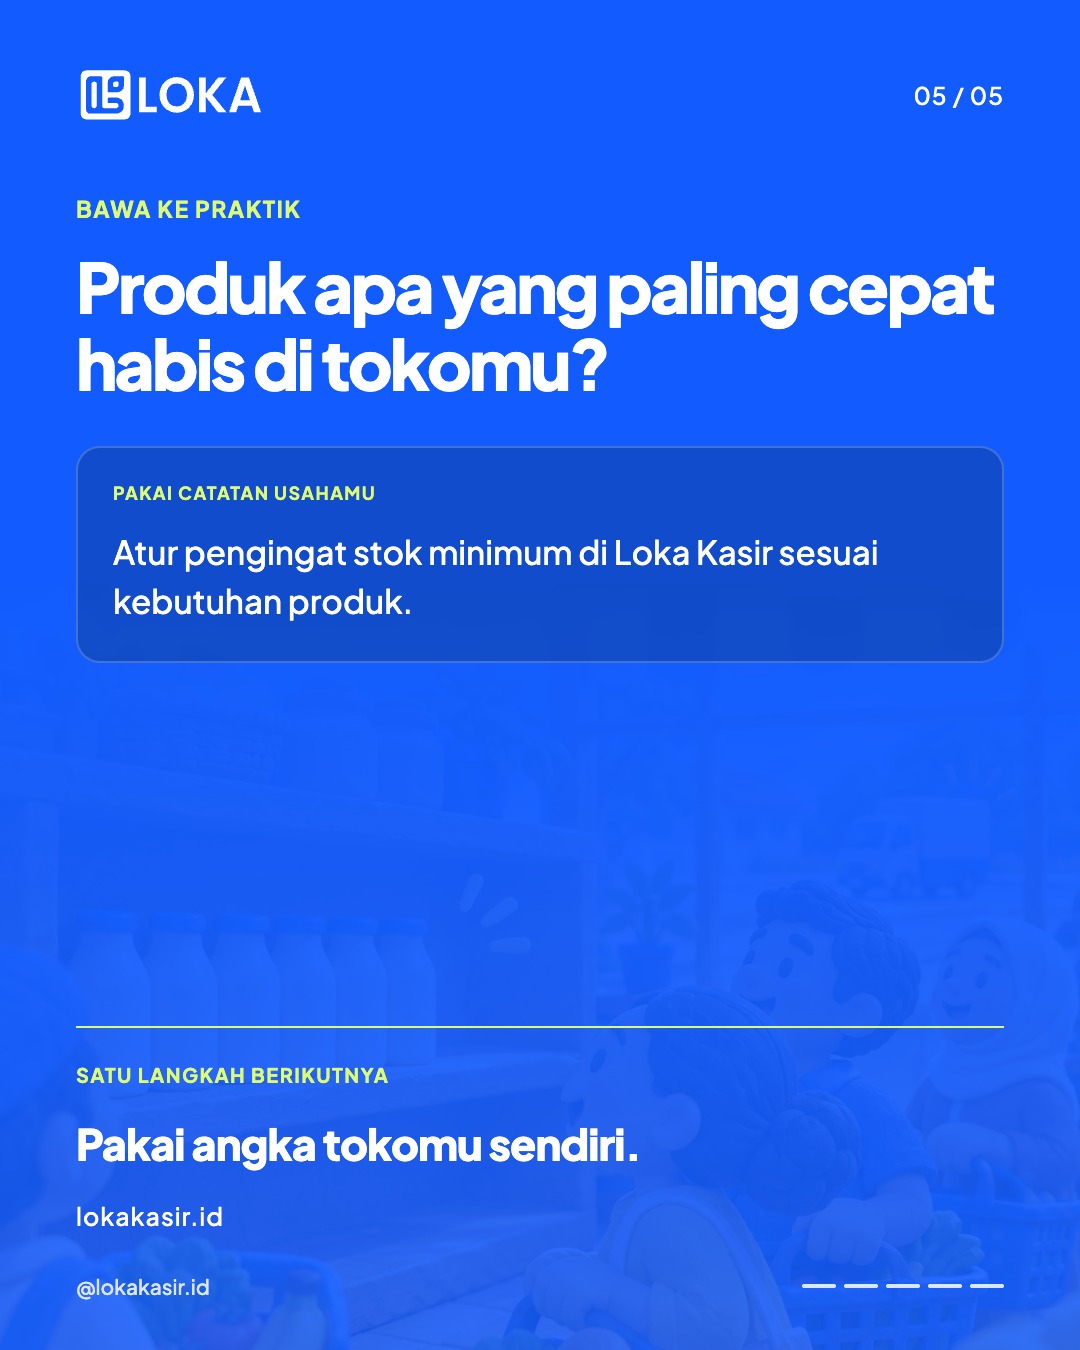 LOKA
05 / 05
BAWA KE PRAKTIK
Produk apa yang paling cepat
habis di tokomu?
PAKAI CATATAN USAHAMU
Atur pengingat stok minimum di Loka Kasir sesuai
kebutuhan produk.
SATU LANGKAH BERIKUTNYA
Pakai angka tokomu sendiri.
lokakasir.id
@lokakasir.id